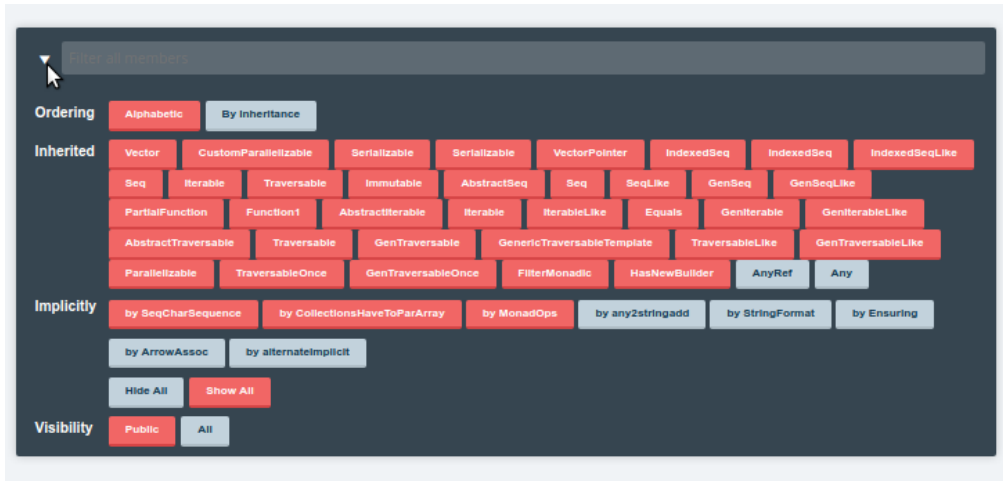 Filter all members
Ordering Alphabetic By Inheritance
Inherited Vector CustomParallelizable Serializable Serializable VectorPointer IndexedSeq IndexedSeq IndexedSeqLike
Seq Iterable Traversable Immutable AbstractSeq Seq SeqLike GenSeq GenSeqLike
PartialFunction Function1 AbstractIterable Iterable IterableLike Equals GenIterable GenIterableLike
AbstractTraversable Traversable GenTraversable GenericTraversableTemplate TraversableLike GenTraversableLike
Parallelizable TraversableOnce GenTraversableOnce FilterMonadic HasNewBuilder AnyRef Any
Implicitly by SeqCharSequence by CollectionsHaveToParArray by MonadOps by any2stringadd by StringFormat by Ensuring
by ArrowAssoc by alternateImplicit
Hide All Show All
Visibility Public All